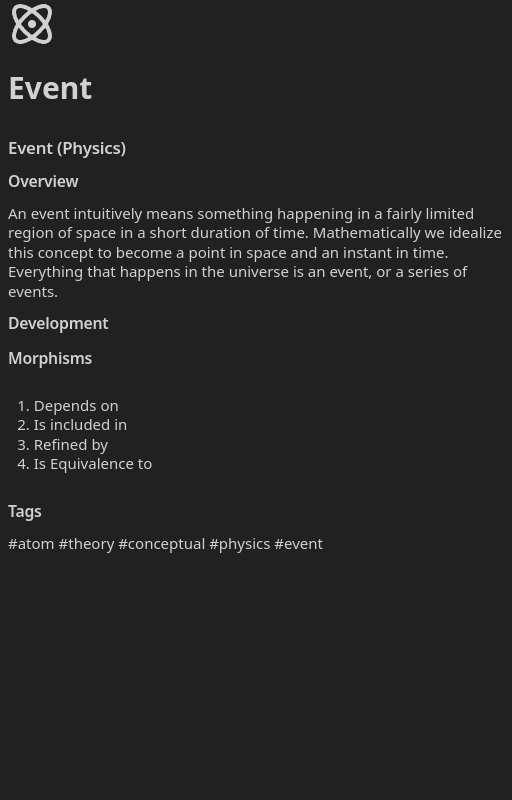 Event
Event (Physics)
Overview
An event intuitively means something happening in a fairly limited
region of space in a short duration of time. Mathematically we idealize
this concept to become a point in space and an instant in time.
Everything that happens in the universe is an event, or a series of
events.
Development
Morphisms
1. Depends on
2. Is included in
3. Refined by
4. Is Equivalence to
Tags
#atom #theory #conceptual #physics #event